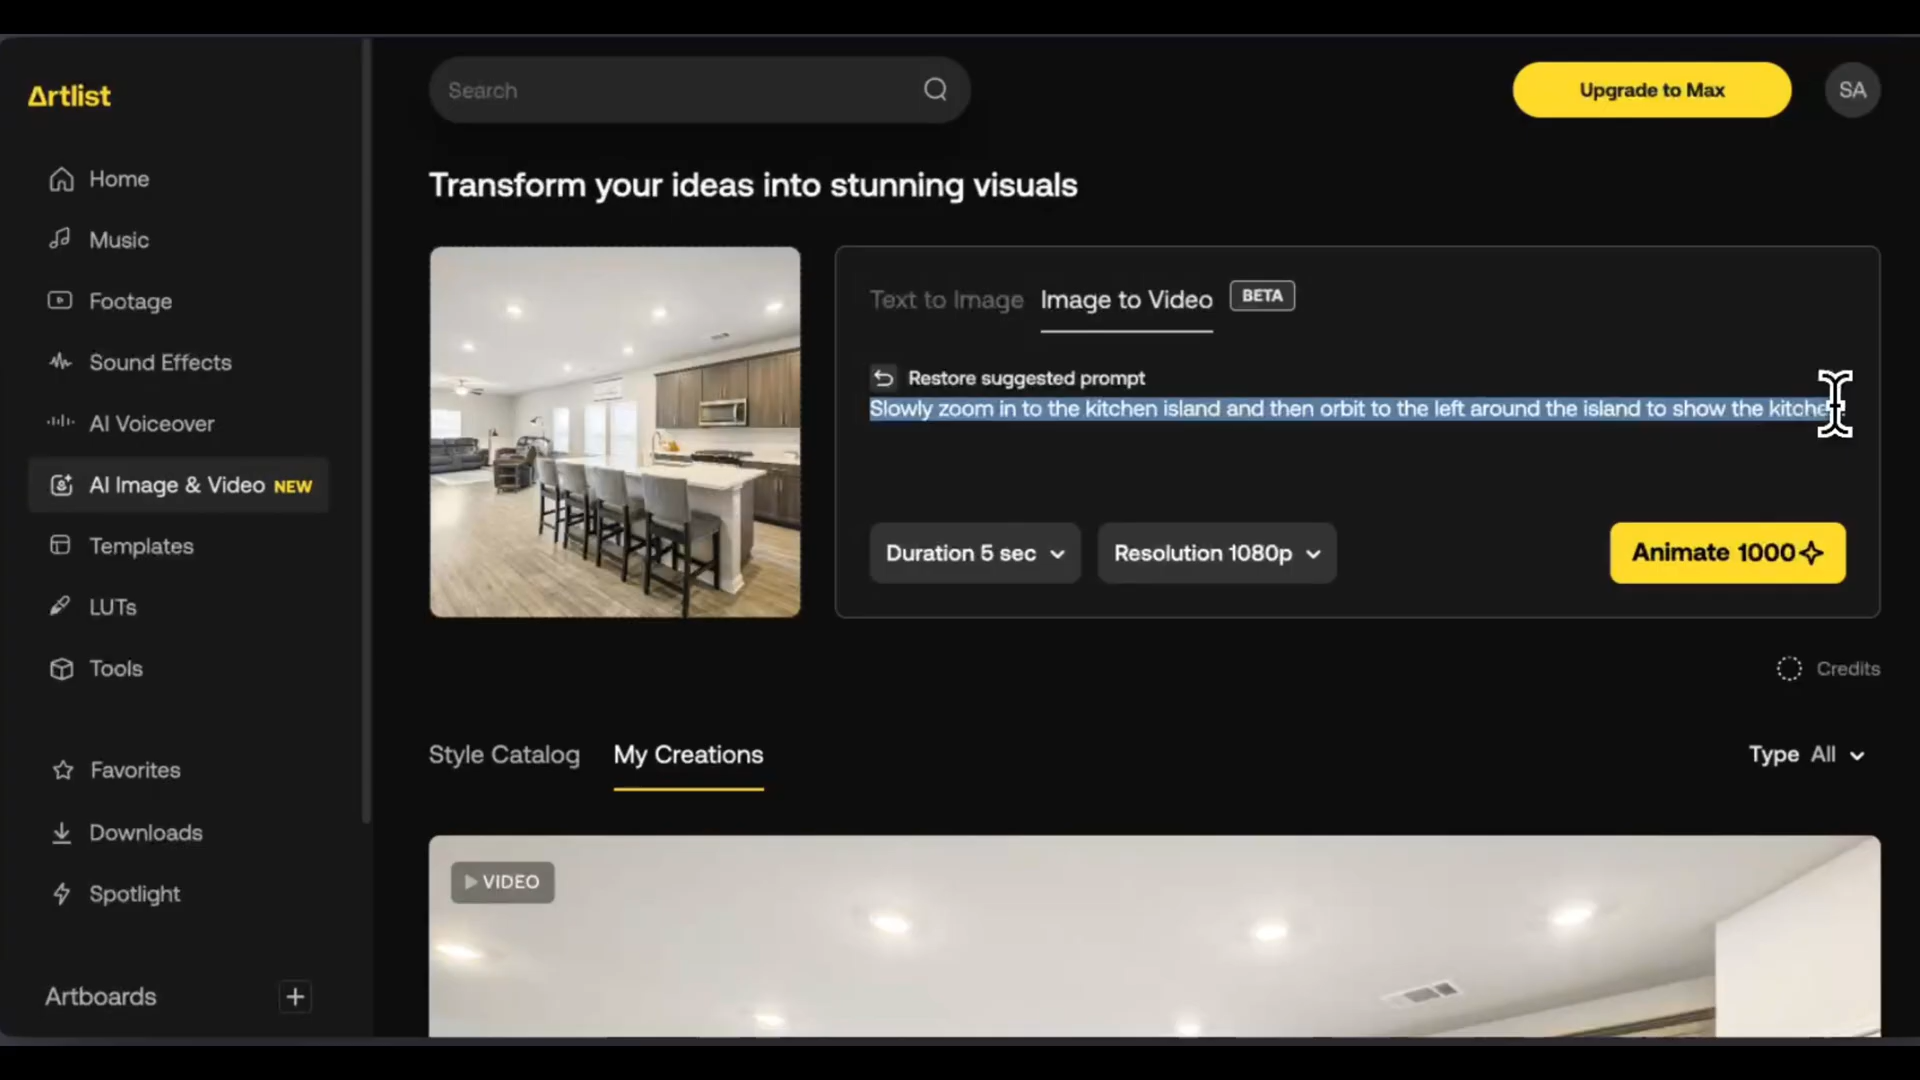 Artlist
Search
Upgrade to Max
SA
Home
Music
Footage
Sound Effects
AI Voiceover
AI Image & Video NEW
Templates
LUTs
Tools
Favorites
Downloads
Spotlight
Artboards
Transform your ideas into stunning visuals
Text to Image
Image to Video
BETA
Restore suggested prompt
Slowly zoom in to the kitchen island and then orbit to the left around the island to show the kitche
Duration 5 sec
Resolution 1080p
Animate 1000
Credits
Style Catalog
My Creations
Type All
VIDEO